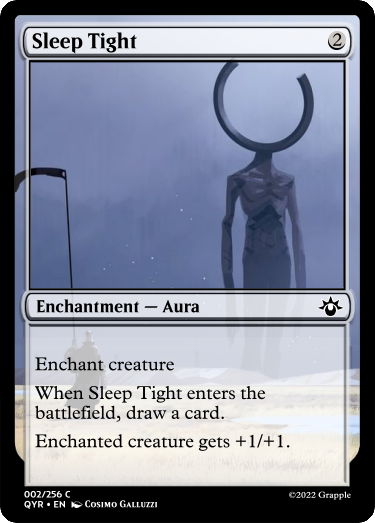 Sleep Tight 2
Enchantment — Aura
Enchant creature
When Sleep Tight enters the
battlefield, draw a card.
Enchanted creature gets +1/+1.
002/256 C
QYR • EN Cosimo Galluzzi
©2022 Grapple